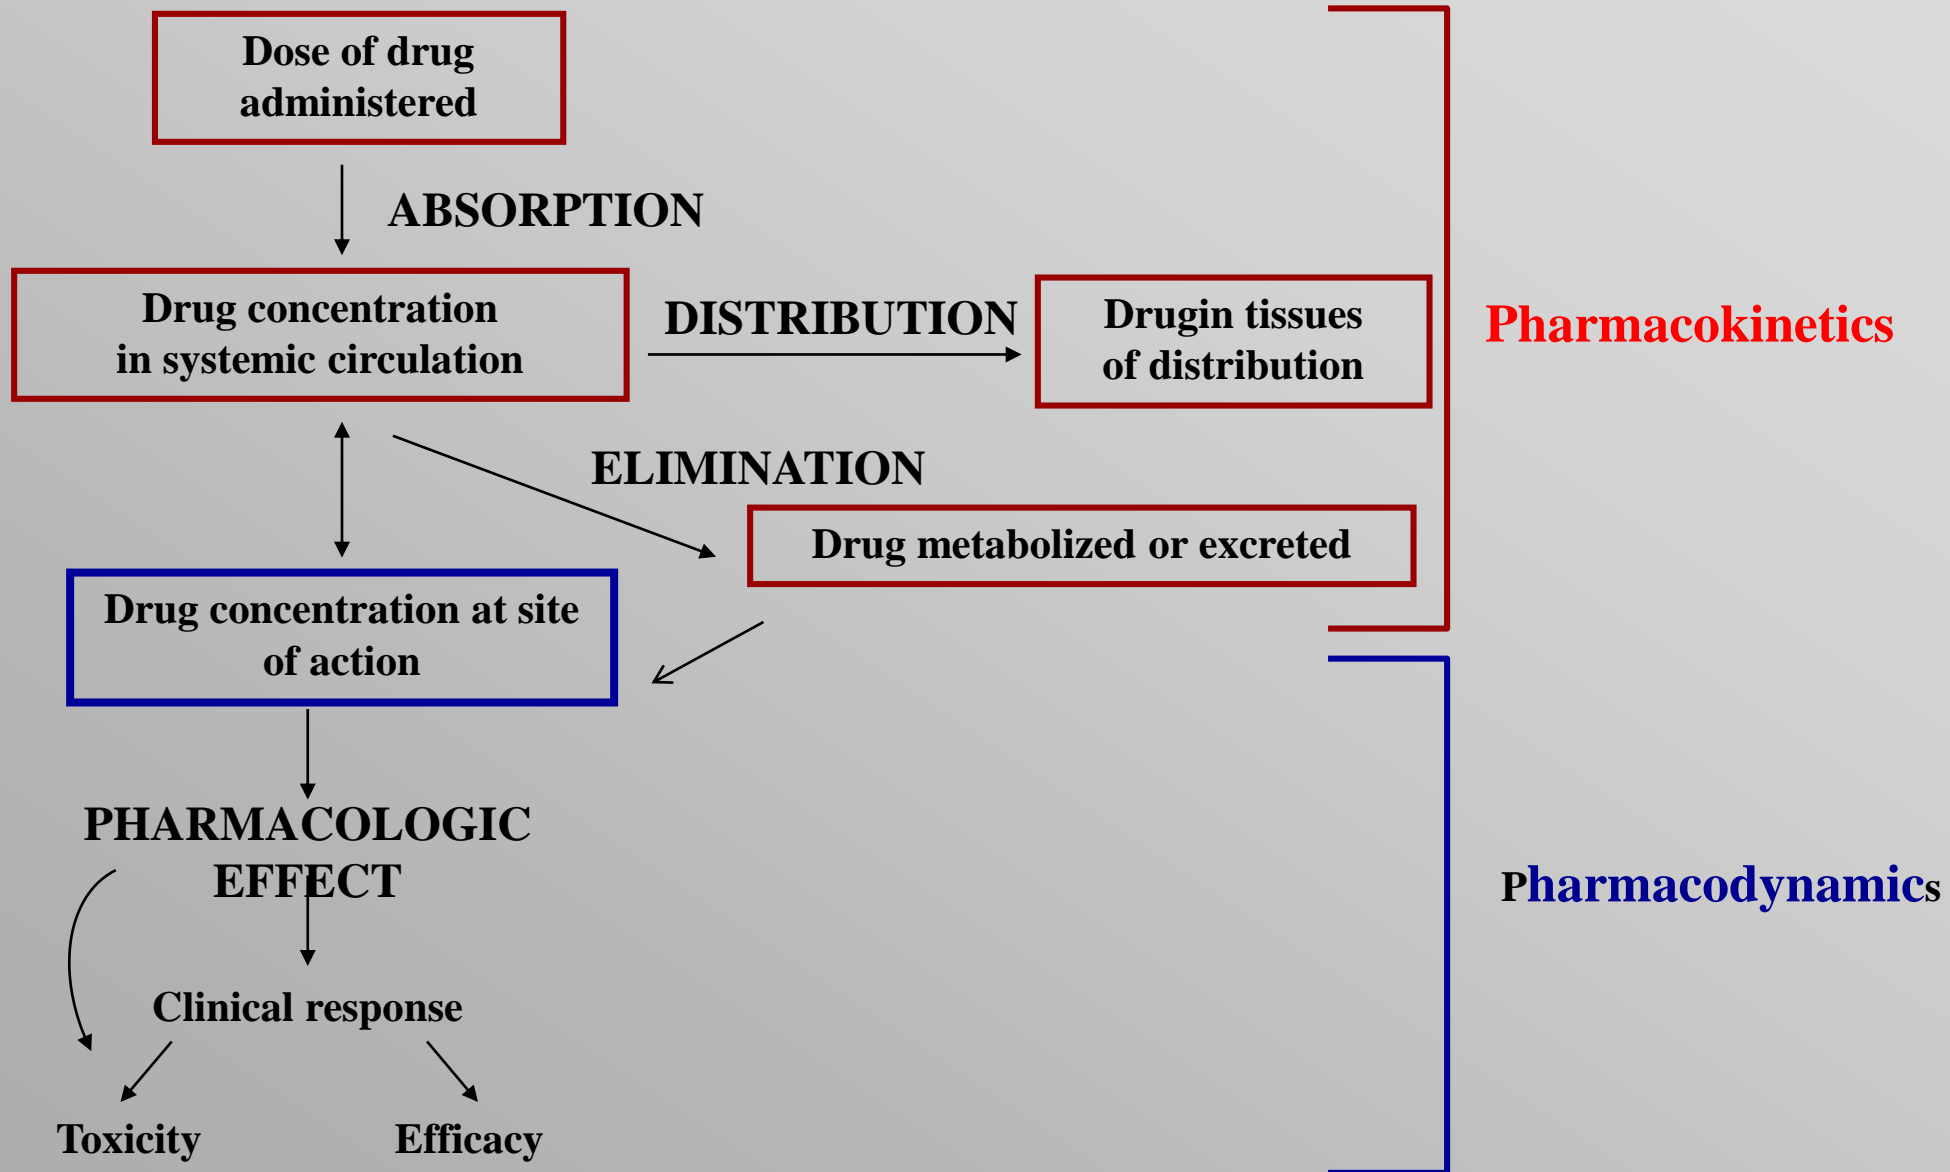 Dose of drug
administered
ABSORPTION
Drug concentration
in systemic circulation
DISTRIBUTION
Drugin tissues
of distribution
Pharmacokinetics
ELIMINATION
Drug metabolized or excreted
Drug concentration at site
of action
PHARMACOLOGIC
EFFECT
Pharmacodynamics
Clinical response
Toxicity
Efficacy